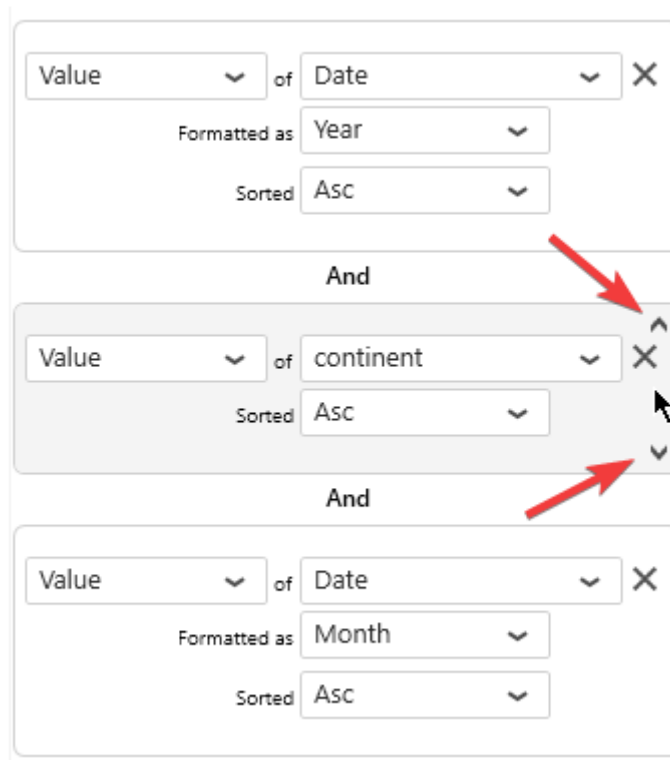 Value of Date
Formatted as Year
Sorted Asc
And
Value of continent
Sorted Asc
And
Value of Date
Formatted as Month
Sorted Asc